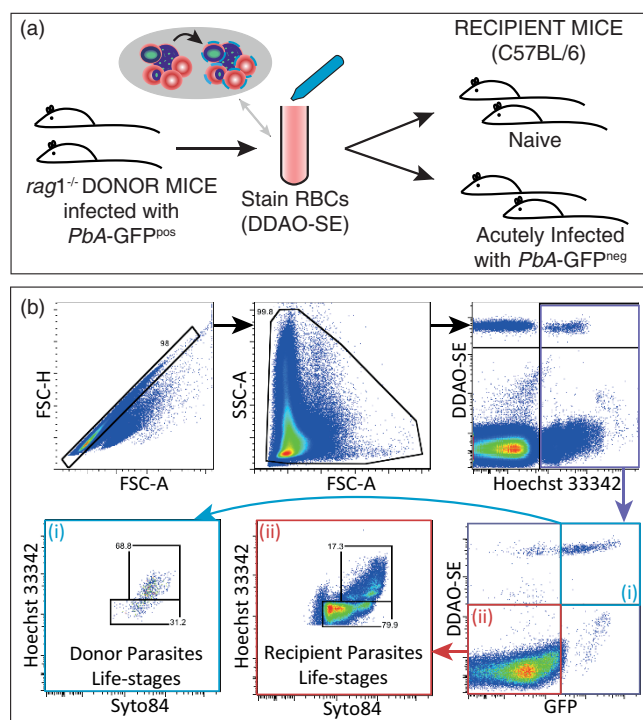 (a)
RECIPIENT MICE
(C57BL/6)
Naive
rag1-/- DONOR MICE
infected with
PbA-GFPpos
Stain RBCs
(DDAO-SE)
Acutely Infected
with PbA-GFPneg
(b)
98
FSC-H
FSC-A
99.8
SSC-A
FSC-A
DDAO-SE
Hoechst 33342
(i)
68.8
31.2
Hoechst 33342
Donor Parasites
Life-stages
Syto84
(ii)
17.3
79.9
Hoechst 33342
Recipient Parasites
Life-stages
Syto84
DDAO-SE
(i)
(ii)
GFP